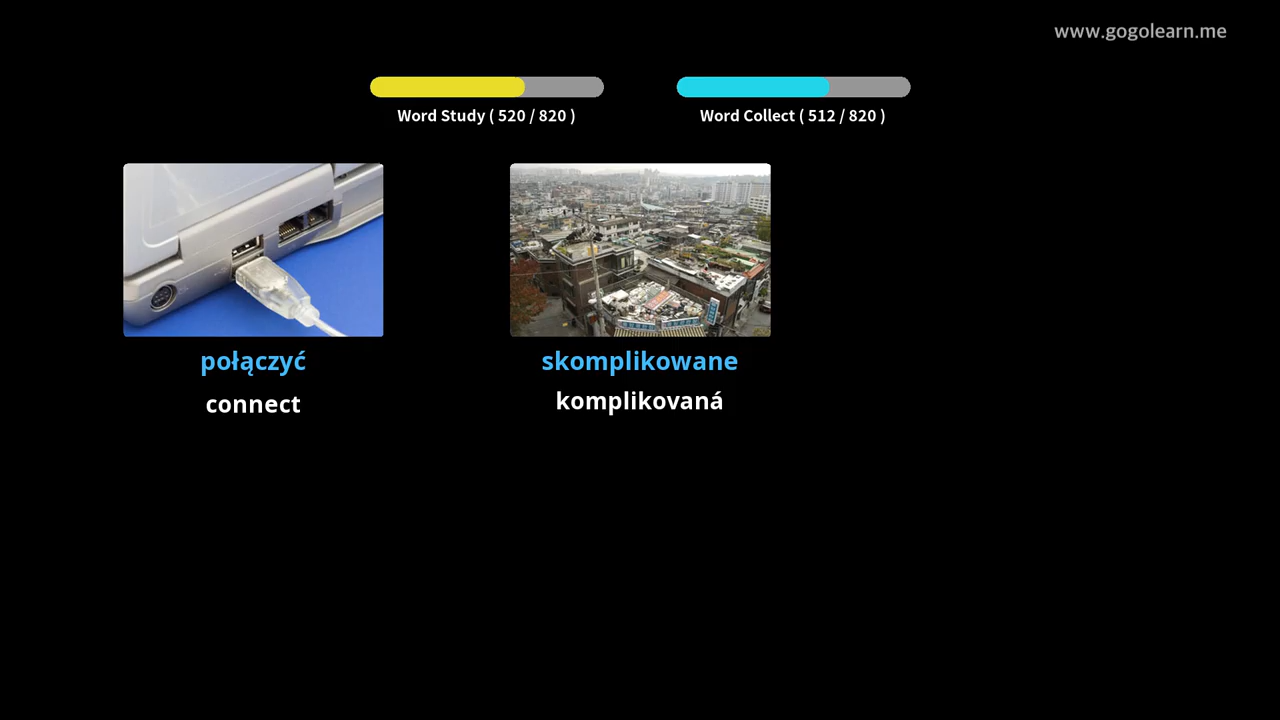 www.gogolearn.me
Word Study ( 520 / 820 )
Word Collect ( 512 / 820 )
połączyć
connect
skomplikowane
komplikovaná